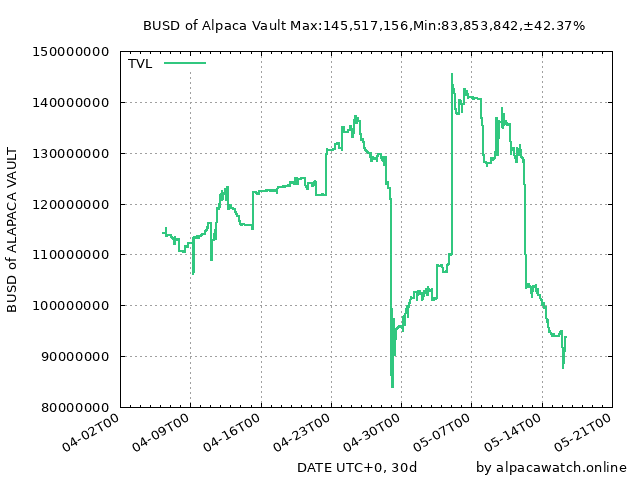 BUSD of Alpaca Vault Max:145,517,156,Min:83,853,842,±42.37%
TVL
BUSD of ALAPACA VAULT
150000000
140000000
130000000
120000000
110000000
100000000
90000000
80000000
04-02T00
04-09T00
04-16T00
04-23T00
04-30T00
05-07T00
05-14T00
05-21T00
DATE UTC+0, 30d
by alpacawatch.online